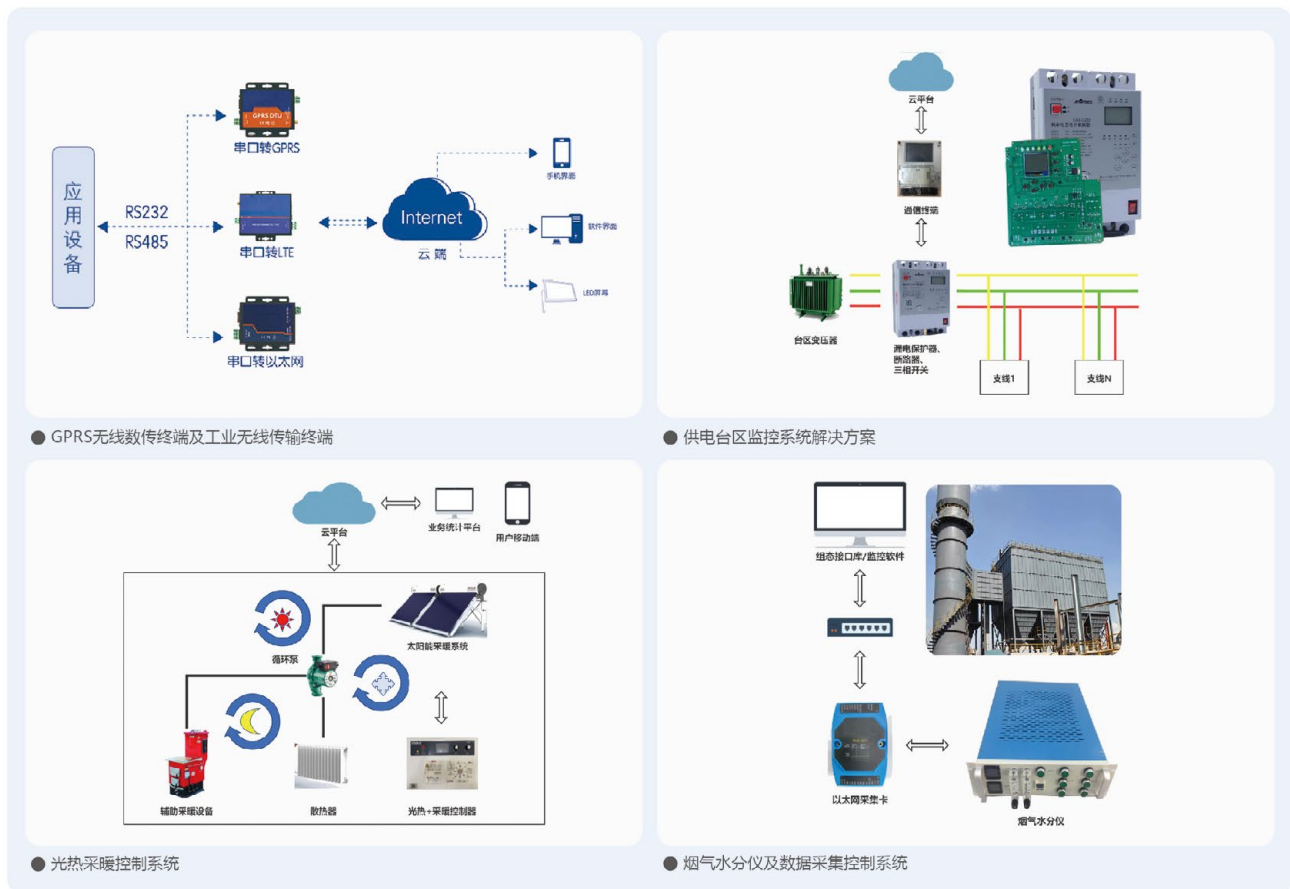 应用设备
RS232
RS485
GPRS DTU
串口转GPRS
串口转LTE
串口转以太网
Internet
云端
手机界面
软件界面
LED屏幕
● GPRS无线数传终端及工业无线传输终端
云平台
通信终端
台区变压器
漏电保护器、
断路器、
三相开关
支线1
支线N
● 供电台区监控系统解决方案
云平台
业务统计平台
用户移动端
循环泵
太阳能采暖系统
辅助采暖设备
散热器
光热+采暖控制器
● 光热采暖控制系统
组态接口库/监控软件
以太网采集卡
烟气水分仪
● 烟气水分仪及数据采集控制系统